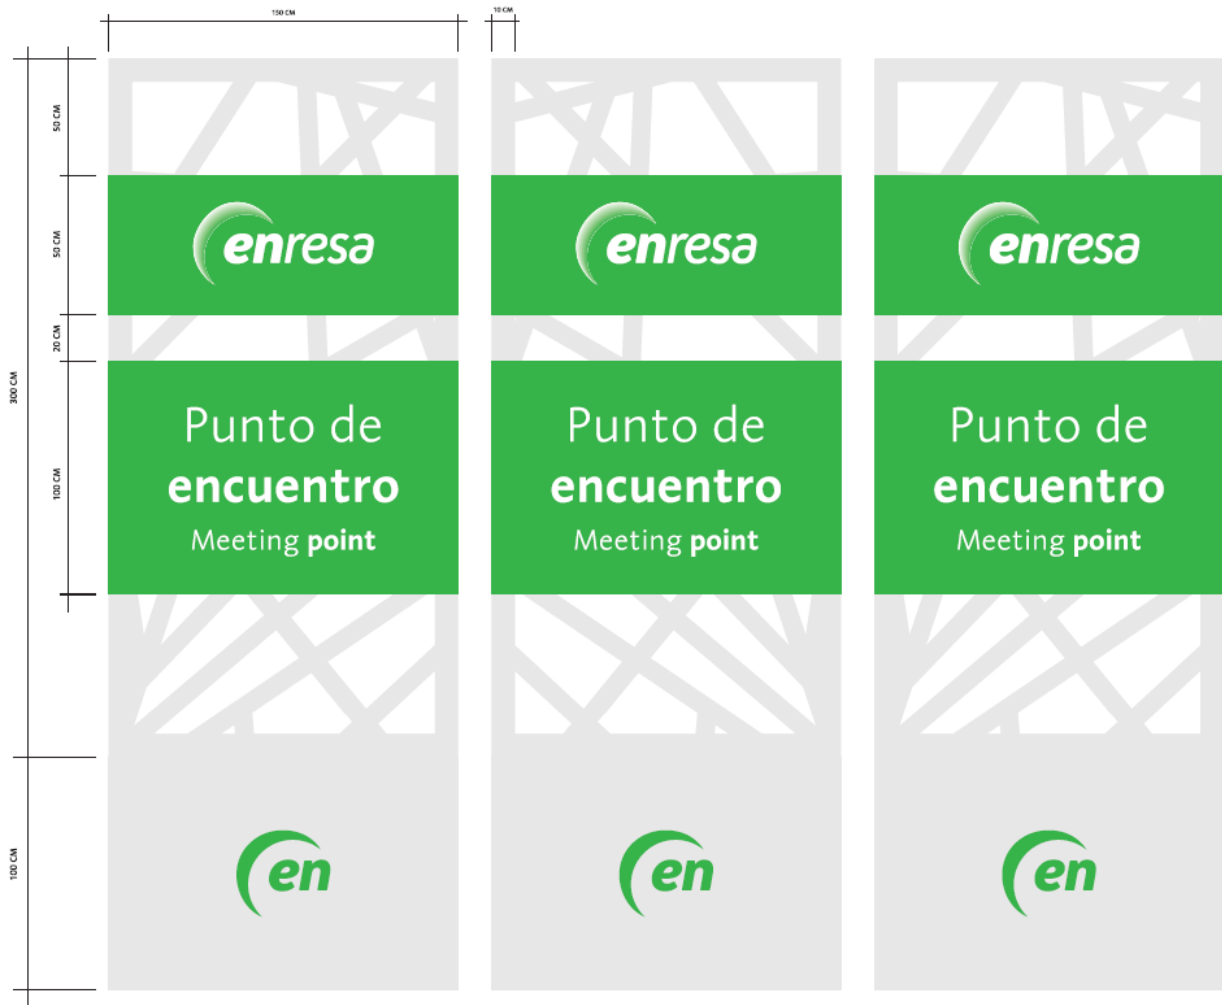 150 CM
10 CM
50 CM
50 CM
20 CM
300 CM
100 CM
100 CM
enresa
Punto de
encuentro
Meeting point
en
enresa
Punto de
encuentro
Meeting point
en
enresa
Punto de
encuentro
Meeting point
en